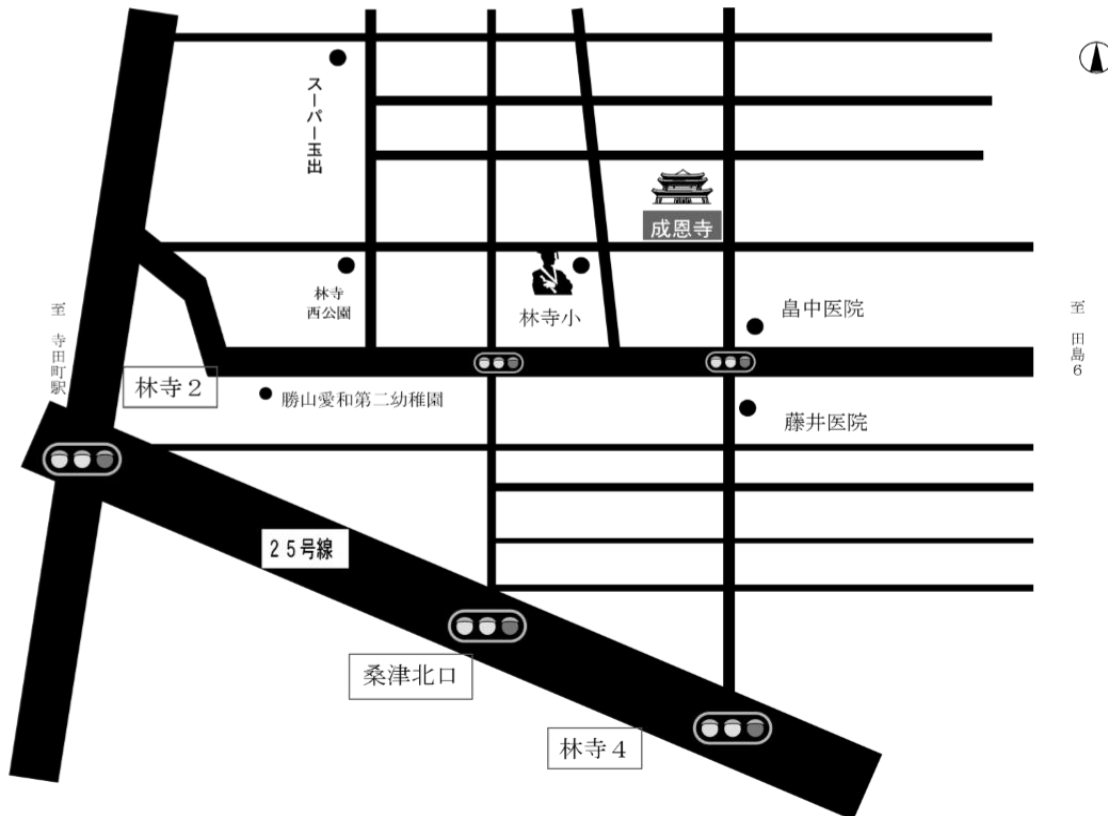 スーパー玉出
成恩寺
林寺
西公園
林寺小
畠中医院
至 寺田町駅
至 田島6
林寺2
勝山愛和第二幼稚園
藤井医院
25号線
桑津北口
林寺4